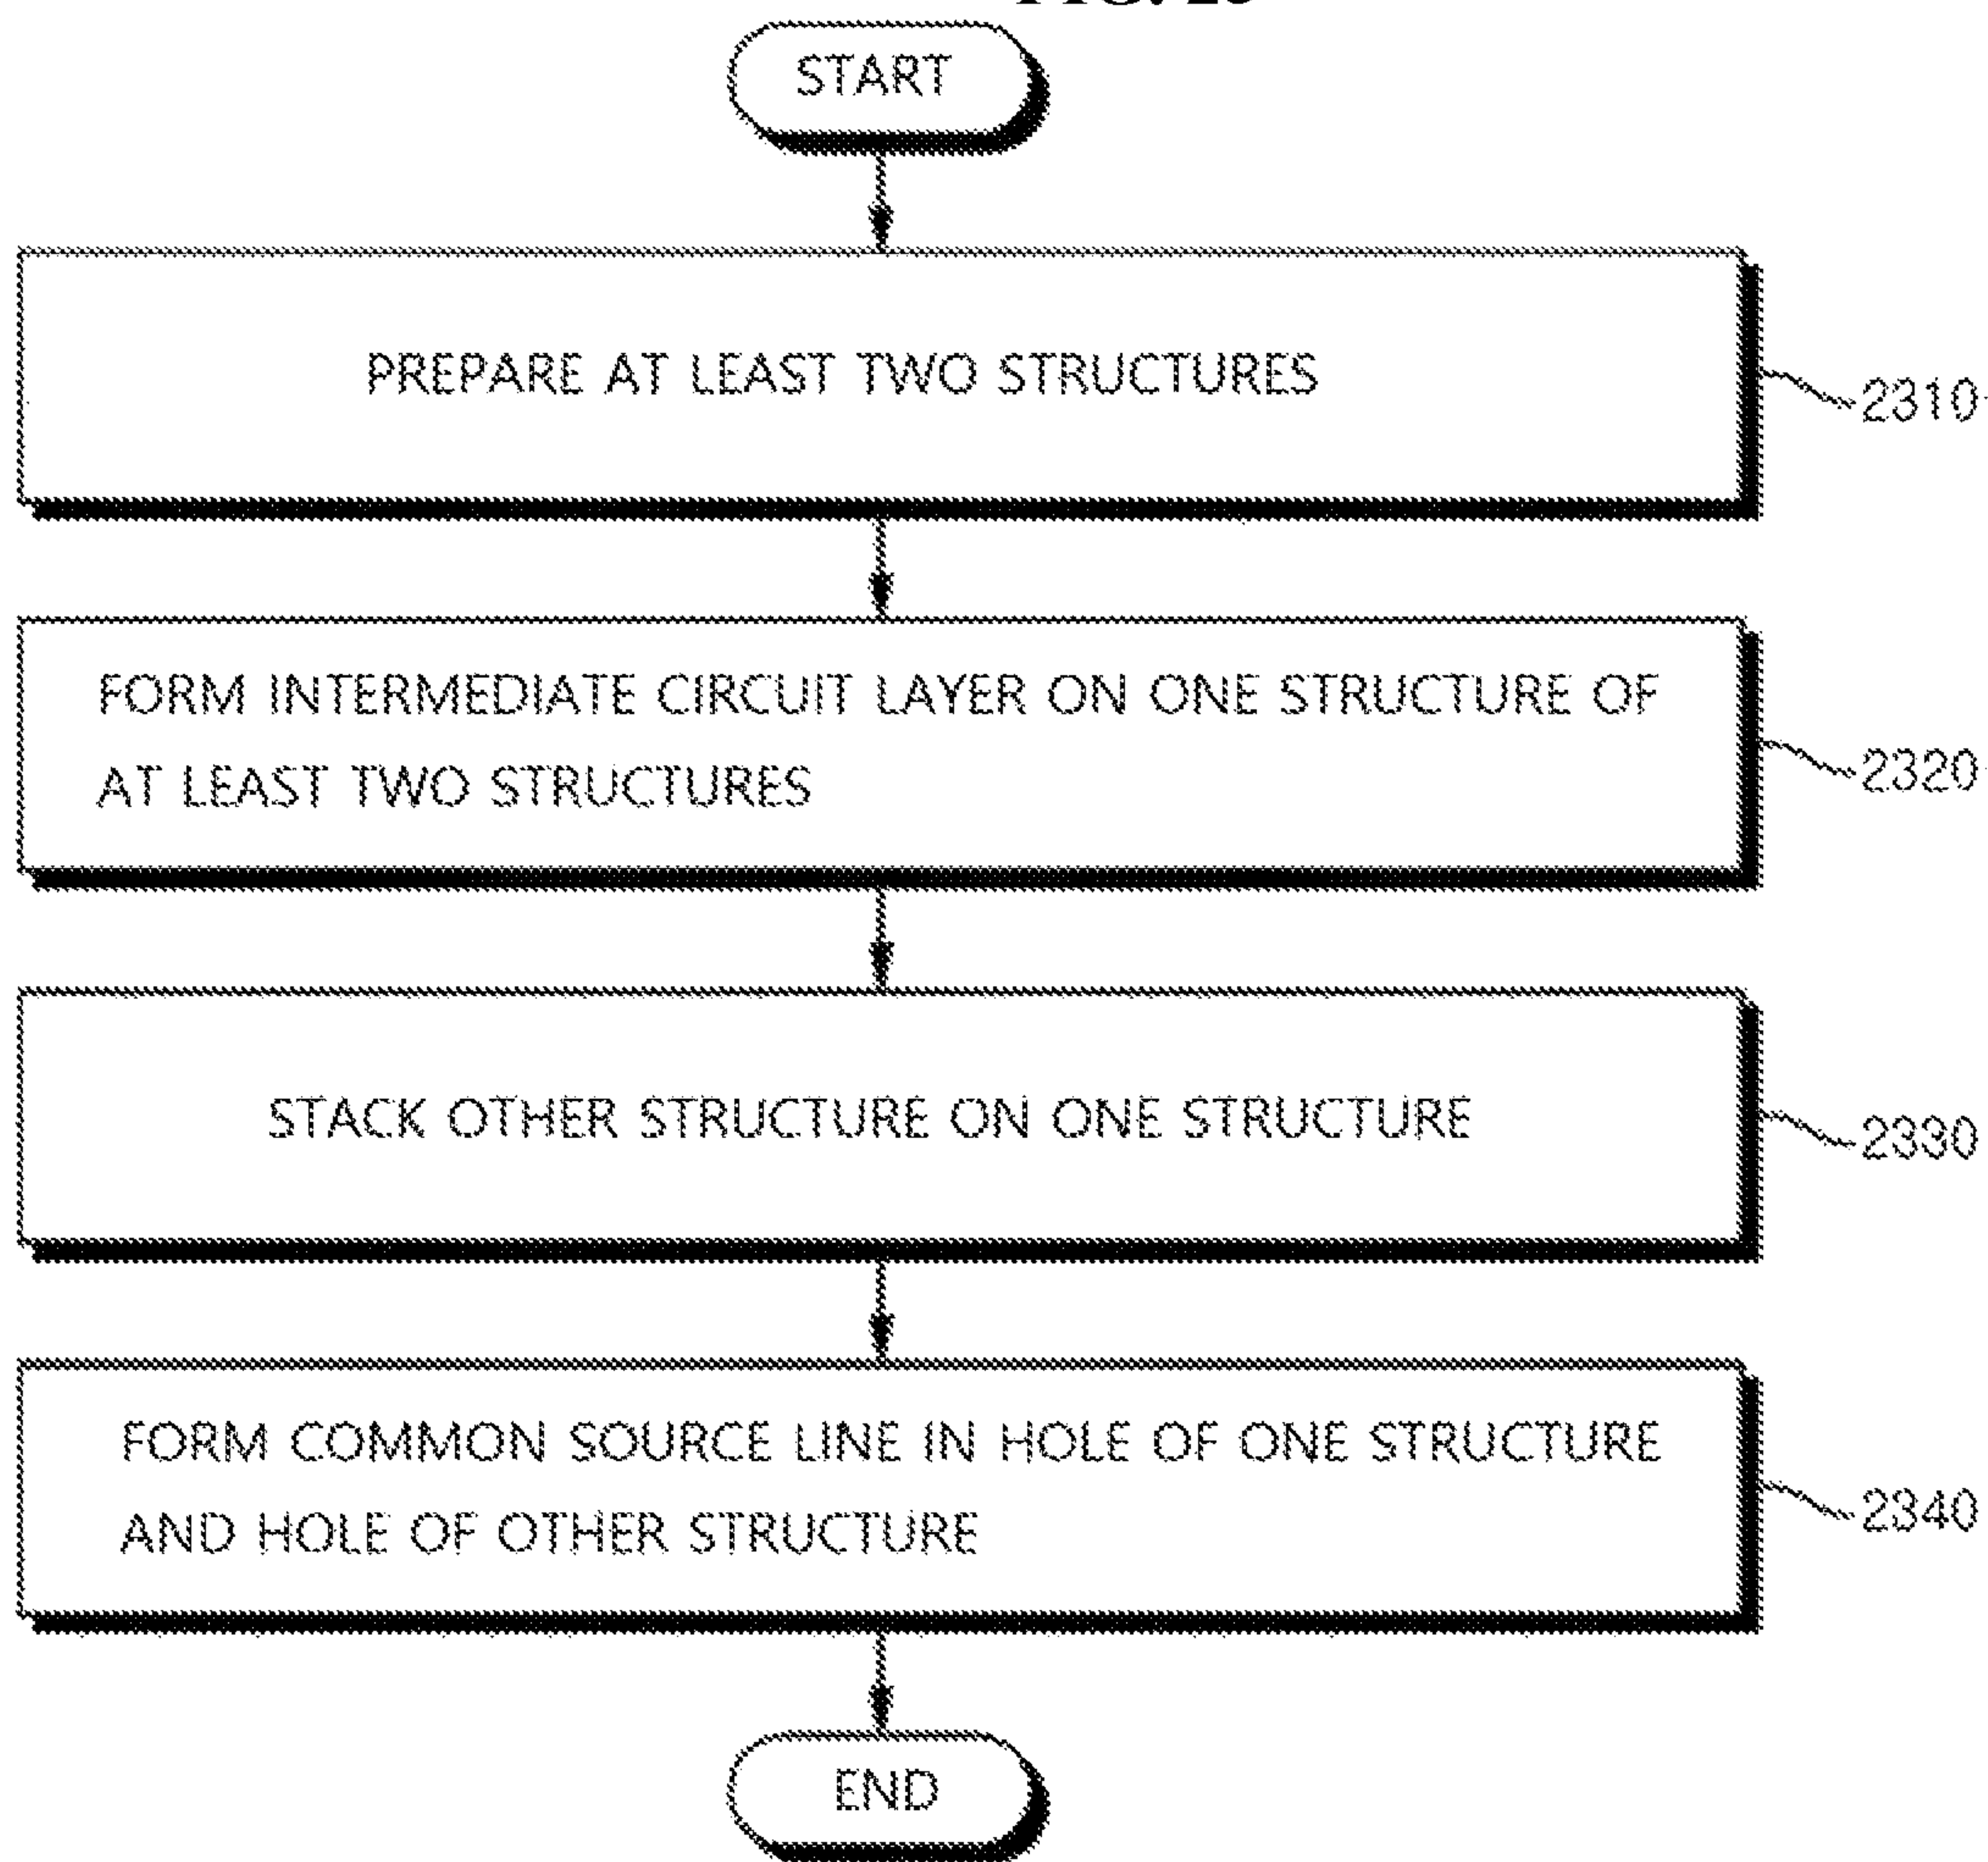 START
PREPARE AT LEAST TWO STRUCTURES
2310
FORM INTERMEDIATE CIRCUIT LAYER ON ONE STRUCTURE OF
AT LEAST TWO STRUCTURES
2320
STACK OTHER STRUCTURE ON ONE STRUCTURE
2330
FORM COMMON SOURCE LINE IN HOLE OF ONE STRUCTURE
AND HOLE OF OTHER STRUCTURE
2340
END